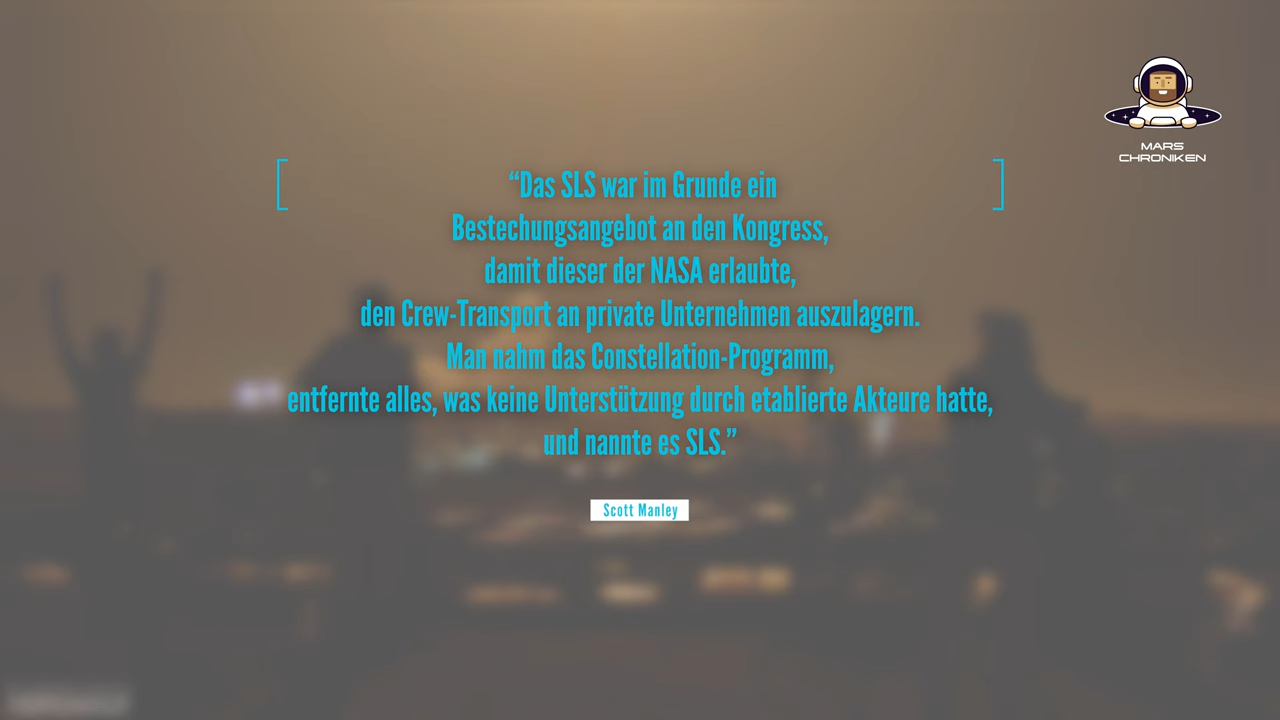 MARS
CHRONIKEN
“Das SLS war im Grunde ein
Bestechungsangebot an den Kongress,
damit dieser der NASA erlaubte,
den Crew-Transport an private Unternehmen auszulagern.
Man nahm das Constellation-Programm,
entfernte alles, was keine Unterstützung durch etablierte Akteure hatte,
und nannte es SLS.”
Scott Manley